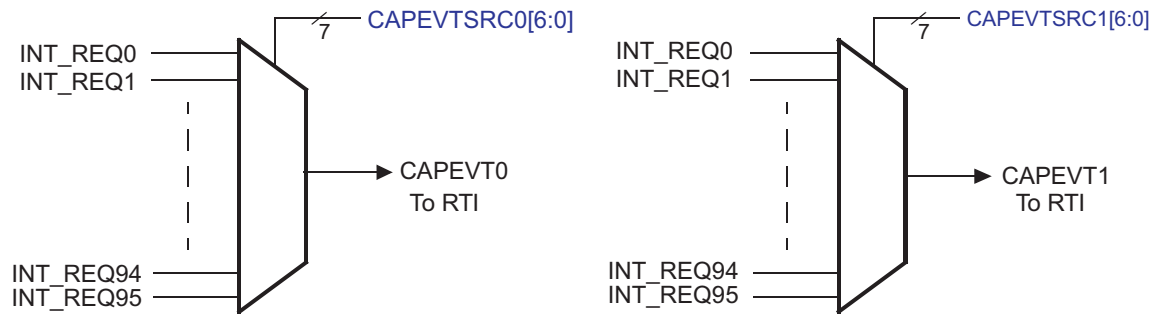 CAPEVTSRC0[6:0]
7
INT_REQ0
INT_REQ1
CAPEVT0
To RTI
INT_REQ94
INT_REQ95
CAPEVTSRC1[6:0]
7
INT_REQ0
INT_REQ1
CAPEVT1
To RTI
INT_REQ94
INT_REQ95